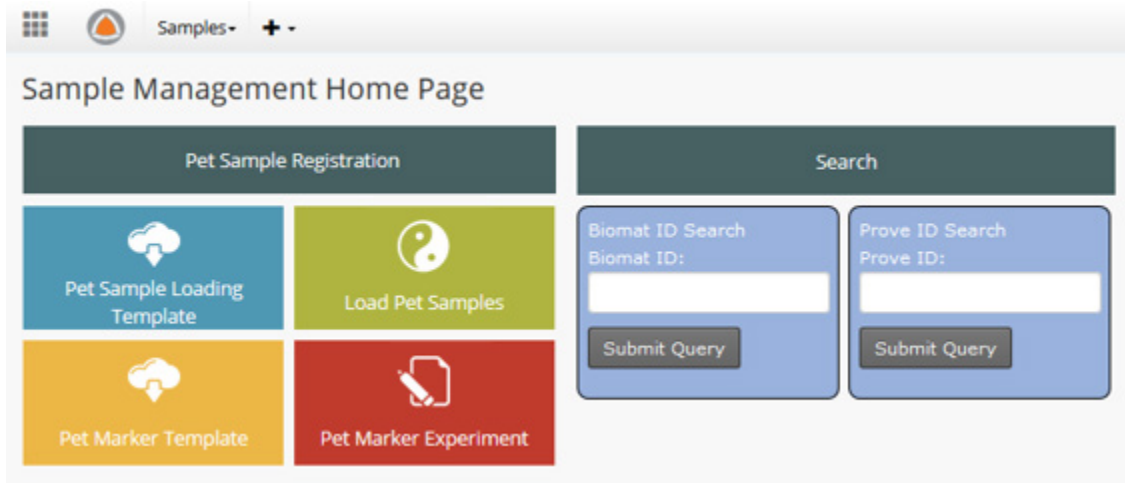 Samples
Sample Management Home Page
Pet Sample Registration
Search
Pet Sample Loading
Template
Load Pet Samples
Biomat ID Search
Biomat ID:
Submit Query
Prove ID Search
Prove ID:
Submit Query
Pet Marker Template
Pet Marker Experiment